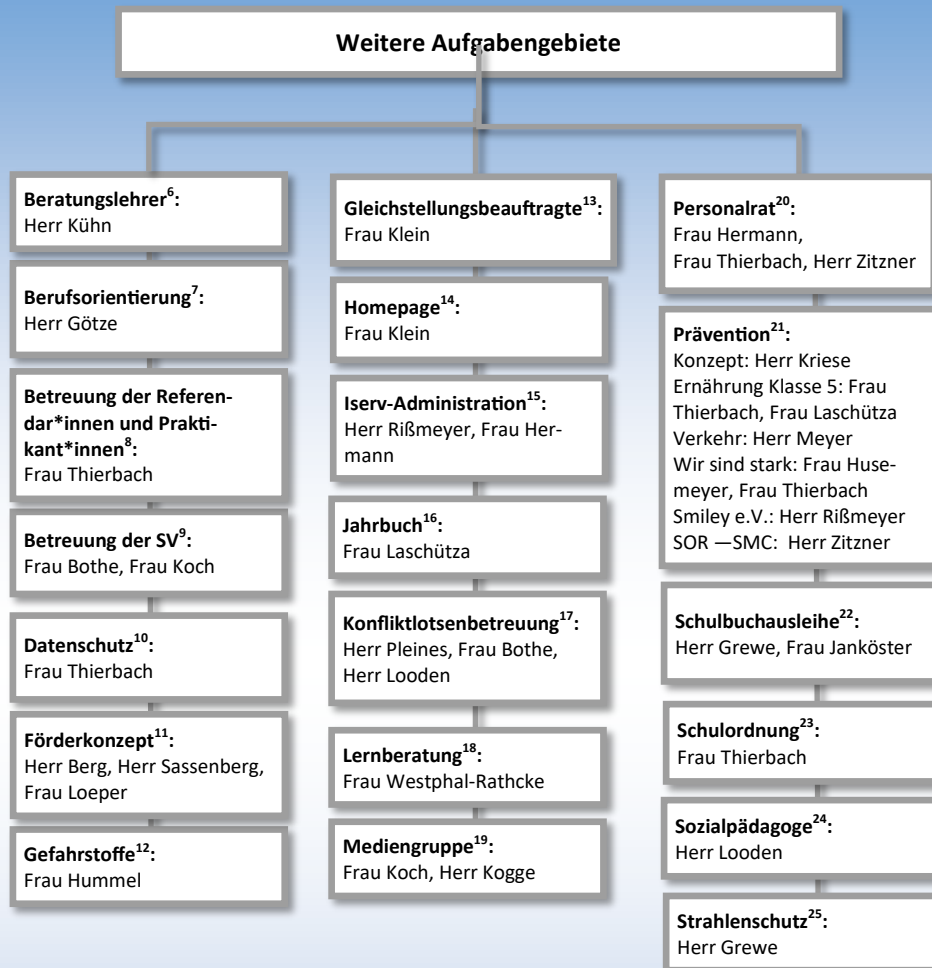 Weitere Aufgabengebiete
Beratungslehrer⁶:
Herr Kühn
Berufsorientierung⁷:
Herr Götze
Betreuung der Referen-
dar*innen und Prakti-
kant*innen⁸:
Frau Thierbach
Betreuung der SV⁹:
Frau Bothe, Frau Koch
Datenschutz¹⁰:
Frau Thierbach
Förderkonzept¹¹:
Herr Berg, Herr Sassenberg,
Frau Loeper
Gefahrstoffe¹²:
Frau Hummel
Gleichstellungsbeauftragte¹³:
Frau Klein
Homepage¹⁴:
Frau Klein
Iserv-Administration¹⁵:
Herr Rißmeyer, Frau Her-
mann
Jahrbuch¹⁶:
Frau Laschütza
Konfliktlotsenbetreuung¹⁷:
Herr Pleines, Frau Bothe,
Herr Looden
Lernberatung¹⁸:
Frau Westphal-Rathcke
Mediengruppe¹⁹:
Frau Koch, Herr Kogge
Personalrat²⁰:
Frau Hermann,
Frau Thierbach, Herr Zitzner
Prävention²¹:
Konzept: Herr Kriese
Ernährung Klasse 5: Frau
Thierbach, Frau Laschütza
Verkehr: Herr Meyer
Wir sind stark: Frau Huse-
meyer, Frau Thierbach
Smiley e.V.: Herr Rißmeyer
SOR —SMC: Herr Zitzner
Schulbuchausleihe²²:
Herr Grewe, Frau Janköster
Schulordnung²³:
Frau Thierbach
Sozialpädagoge²⁴:
Herr Looden
Strahlenschutz²⁵:
Herr Grewe